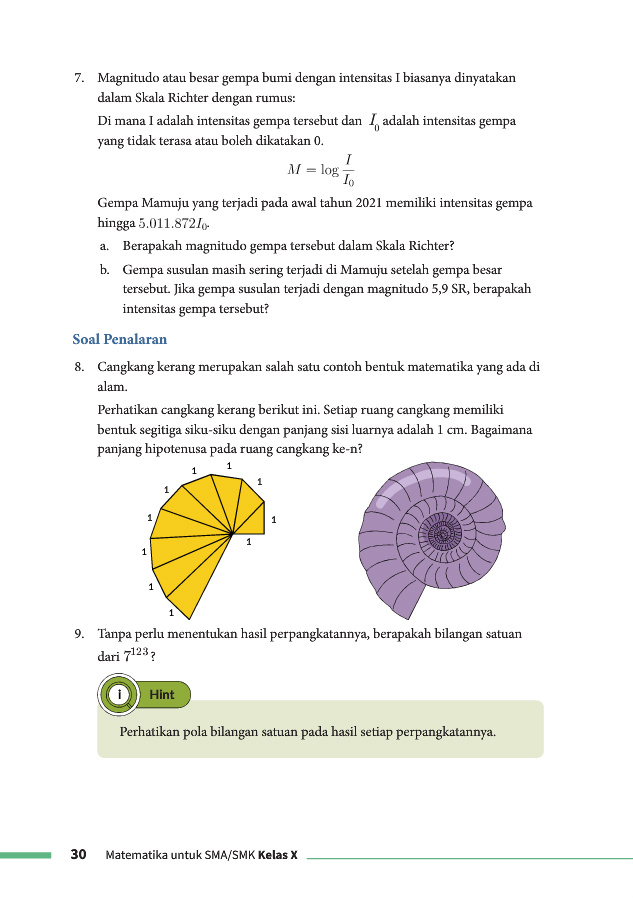 7. Magnitudo atau besar gempa bumi dengan intensitas I biasanya dinyatakan
dalam Skala Richter dengan rumus:
Di mana I adalah intensitas gempa tersebut dan I₀ adalah intensitas gempa
yang tidak terasa atau boleh dikatakan 0.
M = log I/I₀
Gempa Mamuju yang terjadi pada awal tahun 2021 memiliki intensitas gempa
hingga 5.011.872I₀.
a. Berapakah magnitudo gempa tersebut dalam Skala Richter?
b. Gempa susulan masih sering terjadi di Mamuju setelah gempa besar
tersebut. Jika gempa susulan terjadi dengan magnitudo 5,9 SR, berapakah
intensitas gempa tersebut?
Soal Penalaran
8. Cangkang kerang merupakan salah satu contoh bentuk matematika yang ada di
alam.
Perhatikan cangkang kerang berikut ini. Setiap ruang cangkang memiliki
bentuk segitiga siku-siku dengan panjang sisi luarnya adalah 1 cm. Bagaimana
panjang hipotenusa pada ruang cangkang ke-n?
1
1
1
1
1
1
1
1
1
1
9. Tanpa perlu menentukan hasil perpangkatannya, berapakah bilangan satuan
dari 7¹²³ ?
i Hint
Perhatikan pola bilangan satuan pada hasil setiap perpangkatannya.
30 Matematika untuk SMA/SMK Kelas X